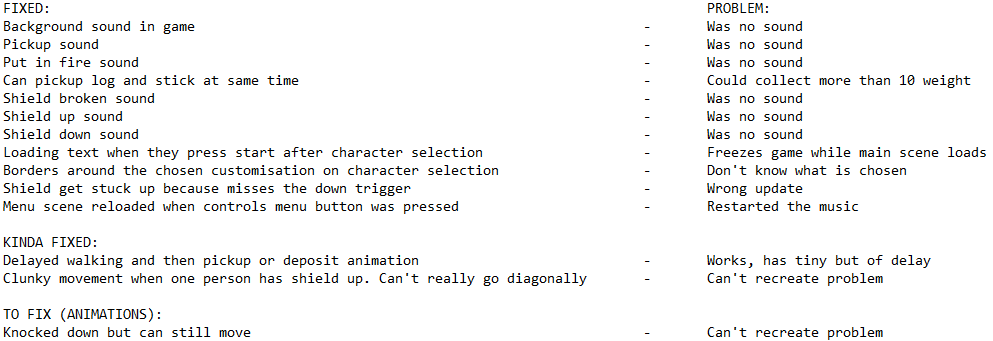 FIXED: PROBLEM:
Background sound in game - Was no sound
Pickup sound - Was no sound
Put in fire sound - Was no sound
Can pickup log and stick at same time - Could collect more than 10 weight
Shield broken sound - Was no sound
Shield up sound - Was no sound
Shield down sound - Was no sound
Loading text when they press start after character selection - Freezes game while main scene loads
Borders around the chosen customisation on character selection - Don't know what is chosen
Shield get stuck up because misses the down trigger - Wrong update
Menu scene reloaded when controls menu button was pressed - Restarted the music
KINDA FIXED:
Delayed walking and then pickup or deposit animation - Works, has tiny but of delay
Clunky movement when one person has shield up. Can't really go diagonally - Can't recreate problem
TO FIX (ANIMATIONS):
Knocked down but can still move - Can't recreate problem